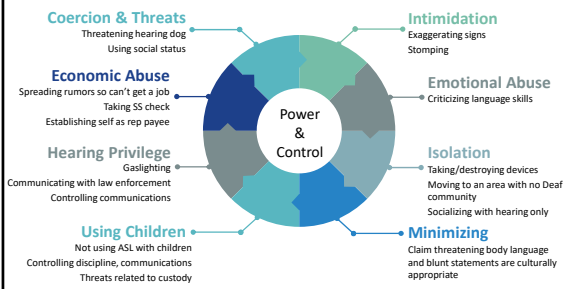 Coercion & Threats
Threatening hearing dog
Using social status
Economic Abuse
Spreading rumors so can't get a job
Taking SS check
Establishing self as rep payee
Hearing Privilege
Gaslighting
Communicating with law enforcement
Controlling communications
Using Children
Not using ASL with children
Controlling discipline, communications
Threats related to custody
Power
&
Control
Intimidation
Exaggerating signs
Stomping
Emotional Abuse
Criticizing language skills
Isolation
Taking/destroying devices
Moving to an area with no Deaf
community
Socializing with hearing only
Minimizing
Claim threatening body language
and blunt statements are culturally
appropriate